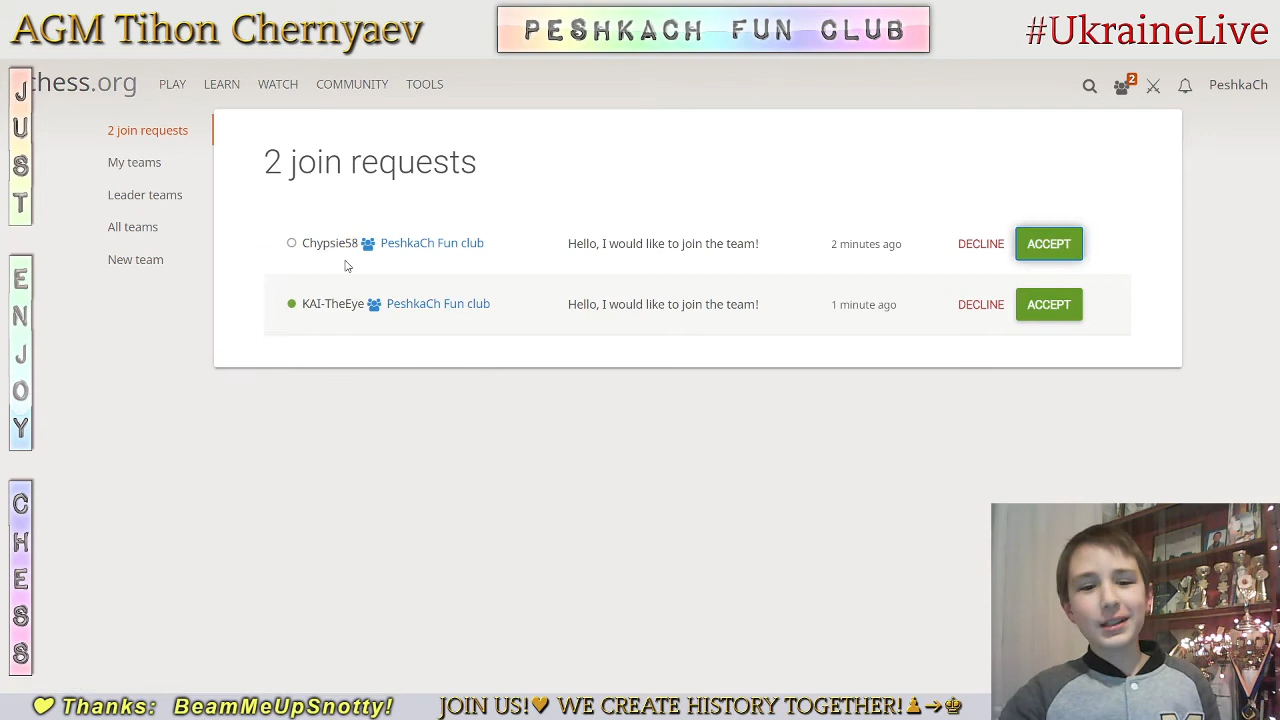 AGM Tihon Chernyaev
PESHKACH FUN CLUB
#UkraineLive
chess.org
PLAY
LEARN
WATCH
COMMUNITY
TOOLS
2
PeshkaCh
JUST
ENJOY
CHESS
2 join requests
My teams
Leader teams
All teams
New team
2 join requests
Chypsie58 PeshkaCh Fun club Hello, I would like to join the team! 2 minutes ago DECLINE ACCEPT
KAI-TheEye PeshkaCh Fun club Hello, I would like to join the team! 1 minute ago DECLINE ACCEPT
Thanks: BeamMeUpSnotty!
JOIN US! WE CREATE HISTORY TOGETHER!